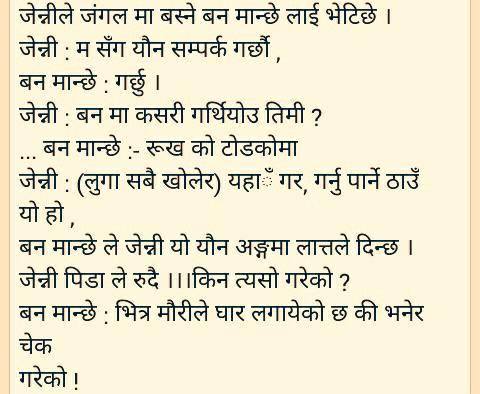 जेन्नीले जंगल मा बस्ने बन मान्छे लाई भेटिछे ।
जेन्नी : म सँग यौन सम्पर्क गर्छौ ,
बन मान्छे : गर्छु ।
जेन्नी : बन मा कसरी गर्थियोउ तिमी ?
... बन मान्छे :- रूख को टोडकोमा
जेन्नी : (लुगा सबै खोलेर) यहाँ गर, गर्नु पार्ने ठाउँ
यो हो ,
बन मान्छे ले जेन्नी यो यौन अङ्गमा लात्तले दिन्छ ।
जेन्नी पिडा ले रुदै ।।।किन त्यसो गरेको ?
बन मान्छे : भित्र मौरीले घार लगायेको छ की भनेर
चेक
गरेको !